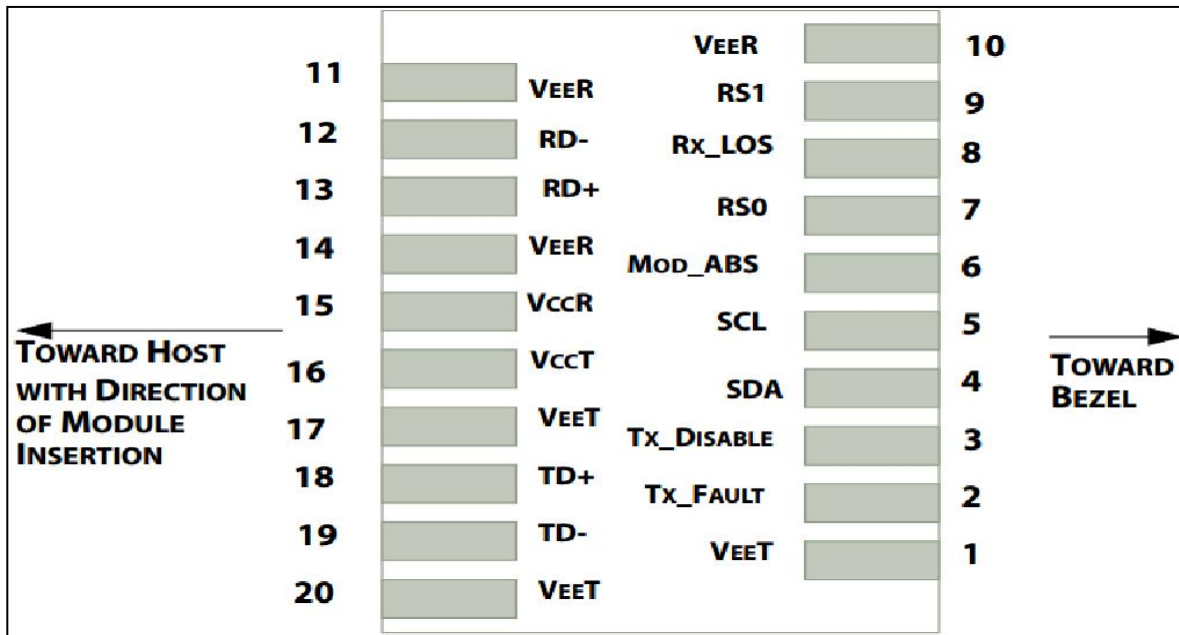 11 VEER
12 RD-
13 RD+
14 VEER
15 VCCR
16 VCCT
17 VEET
18 TD+
19 TD-
20 VEET
VEER 10
RS1 9
RX_LOS 8
RS0 7
MOD_ABS 6
SCL 5
SDA 4
TX_DISABLE 3
TX_FAULT 2
VEET 1
TOWARD HOST
WITH DIRECTION
OF MODULE
INSERTION
TOWARD
BEZEL